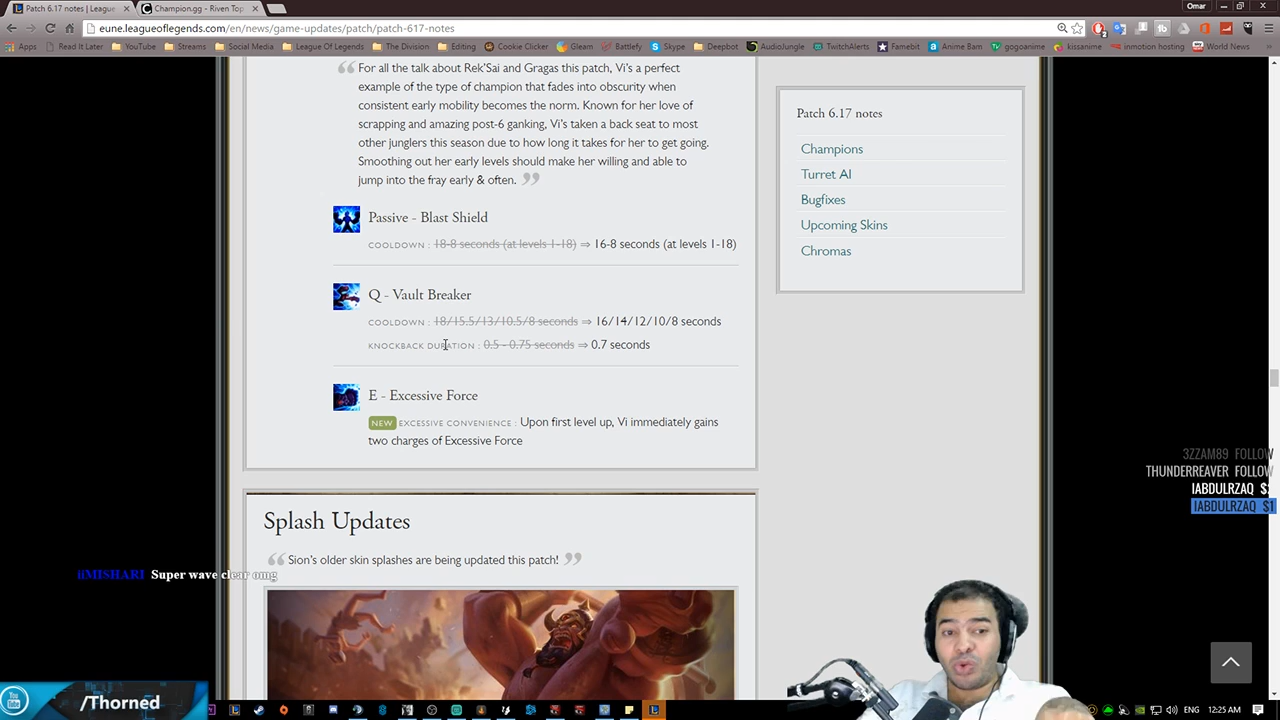 Patch 6.17 notes | League
Champion.gg - Riven Top
Omar
eune.leagueoflegends.com/en/news/game-updates/patch/patch-617-notes
Apps Read It Later YouTube Streams Social Media League Of Legends The Division Editing Cookie Clicker Gleam Battlefy Skype Deepbot AudioJungle TwitchAlerts Famebit Anime Bam gogoanime kissanime inmotion hosting World News
For all the talk about Rek'Sai and Gragas this patch, Vi's a perfect
example of the type of champion that fades into obscurity when
consistent early mobility becomes the norm. Known for her love of
scrapping and amazing post-6 ganking, Vi's taken a back seat to most
other junglers this season due to how long it takes for her to get going.
Smoothing out her early levels should make her willing and able to
jump into the fray early & often.
Passive - Blast Shield
COOLDOWN : 18-8 seconds (at levels 1-18) ⇒ 16-8 seconds (at levels 1-18)
Q - Vault Breaker
COOLDOWN : 18/15.5/13/10.5/8 seconds ⇒ 16/14/12/10/8 seconds
KNOCKBACK DURATION : 0.5 - 0.75 seconds ⇒ 0.7 seconds
E - Excessive Force
NEW EXCESSIVE CONVENIENCE : Upon first level up, Vi immediately gains
two charges of Excessive Force
Splash Updates
Sion's older skin splashes are being updated this patch!
Patch 6.17 notes
Champions
Turret AI
Bugfixes
Upcoming Skins
Chromas
3ZZAM89 FOLLOW
THUNDERREAVER FOLLOW
IABDULRZAQ $
IABDULRZAQ $1
iiMISHARI Super wave clear omg
You Tube /Thorned
12:25 AM